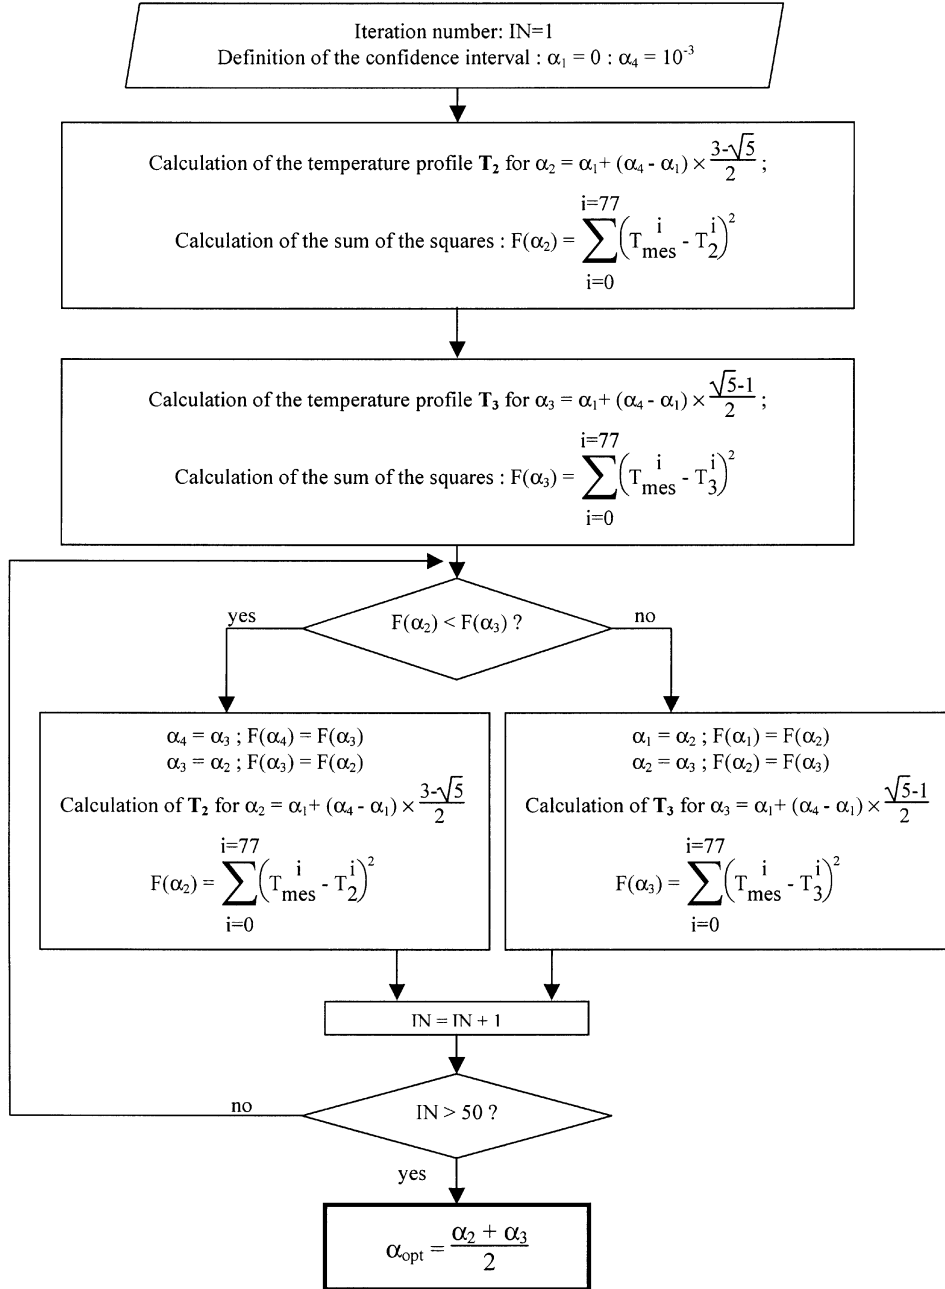 Iteration number: IN=1
Definition of the confidence interval : α₁ = 0 : α₄ = 10⁻³
Calculation of the temperature profile T₂ for α₂ = α₁+ (α₄ - α₁) × (3-√5)/2 ;
Calculation of the sum of the squares : F(α₂) = ∑_{i=0}^{i=77} (T_mes^i - T_2^i)²
Calculation of the temperature profile T₃ for α₃ = α₁+ (α₄ - α₁) × (√5-1)/2 ;
Calculation of the sum of the squares : F(α₃) = ∑_{i=0}^{i=77} (T_mes^i - T_3^i)²
F(α₂) < F(α₃) ?
yes
no
α₄ = α₃ ; F(α₄) = F(α₃)
α₃ = α₂ ; F(α₃) = F(α₂)
Calculation of T₂ for α₂ = α₁+ (α₄ - α₁) × (3-√5)/2
F(α₂) = ∑_{i=0}^{i=77} (T_mes^i - T_2^i)²
α₁ = α₂ ; F(α₁) = F(α₂)
α₂ = α₃ ; F(α₂) = F(α₃)
Calculation of T₃ for α₃ = α₁+ (α₄ - α₁) × (√5-1)/2
F(α₃) = ∑_{i=0}^{i=77} (T_mes^i - T_3^i)²
IN = IN + 1
no
IN > 50 ?
yes
α_opt = (α₂ + α₃)/2